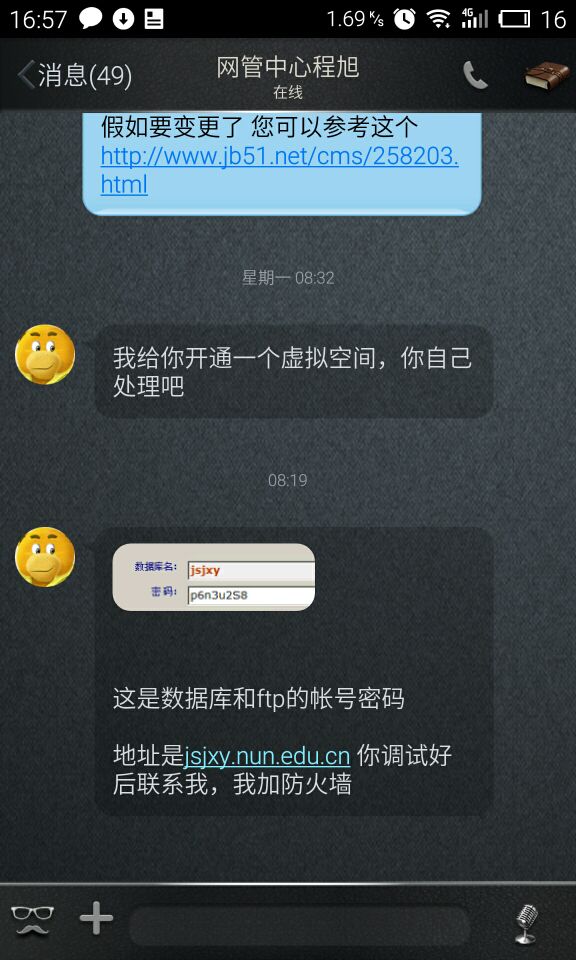 16:57
1.69 K/s
4G
16
消息(49)
网管中心程旭
在线
假如要变更了 您可以参考这个
http://www.jb51.net/cms/258203.
html
星期一 08:32
我给你开通一个虚拟空间，你自己
处理吧
08:19
数据库名: jsjxy
密码: p6n3u2S8
这是数据库和ftp的帐号密码
地址是jsjxy.nun.edu.cn 你调试好
后联系我，我加防火墙